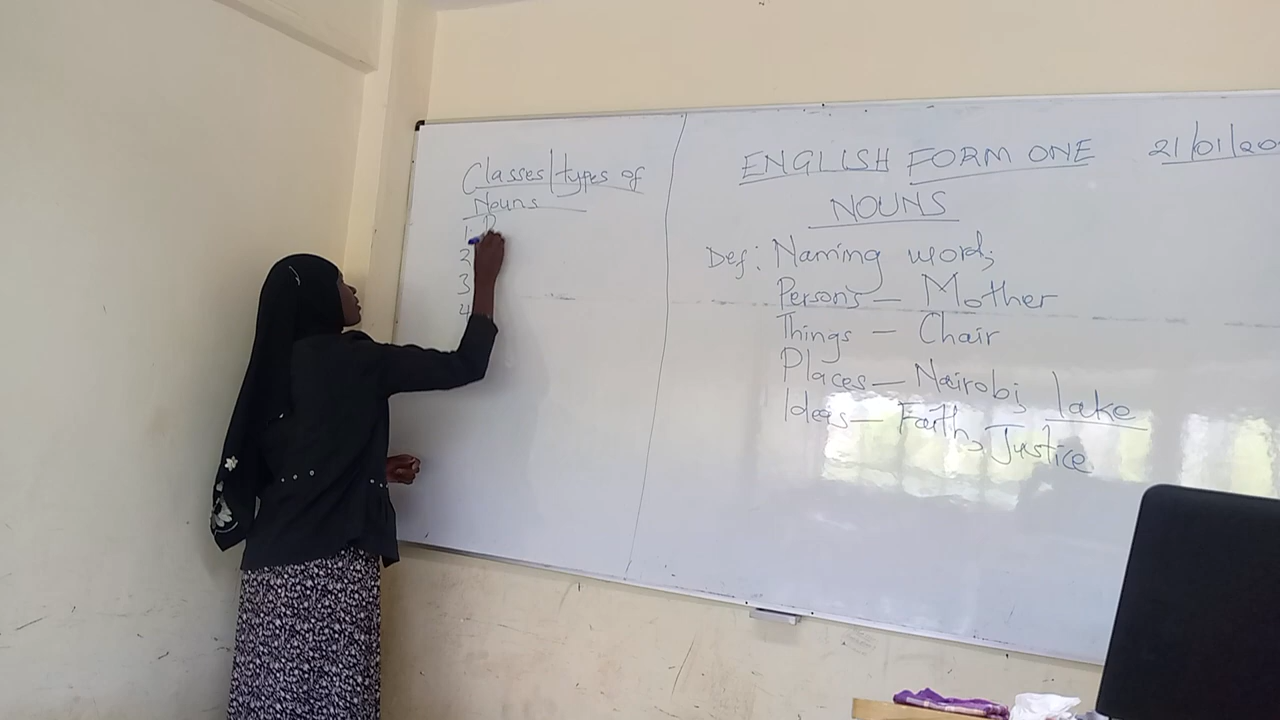 Classes/types of
Nouns
1. P
2
3
4
ENGLISH FORM ONE 21/01/20
NOUNS
Def: Naming word;
Persons — Mother
Things — Chair
Places — Nairobi, lake
Ideas — Faith, Justice